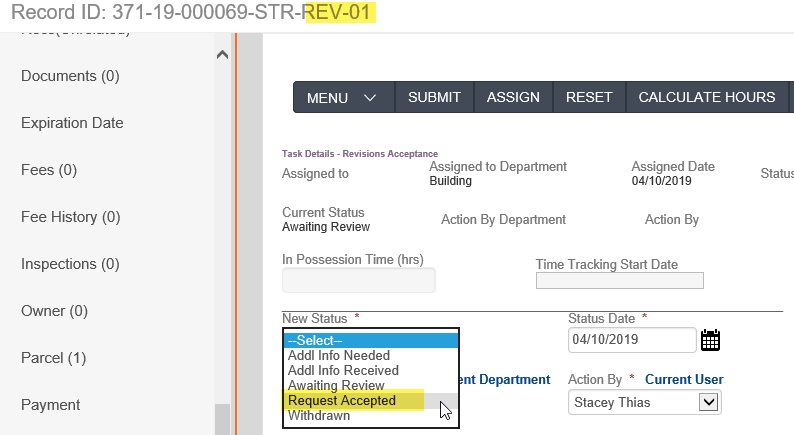 Record ID: 371-19-000069-STR-REV-01
Documents (0)
Expiration Date
Fees (0)
Fee History (0)
Inspections (0)
Owner (0)
Parcel (1)
Payment
MENU SUBMIT ASSIGN RESET CALCULATE HOURS
Task Details - Revisions Acceptance
Assigned to Assigned to Department Assigned Date Status
Building 04/10/2019
Current Status Action By Department Action By
Awaiting Review
In Possession Time (hrs) Time Tracking Start Date
New Status * Status Date *
--Select-- 04/10/2019
Addl Info Needed
Addl Info Received
Awaiting Review
Request Accepted
Withdrawn
ent Department Action By * Current User
Stacey Thias